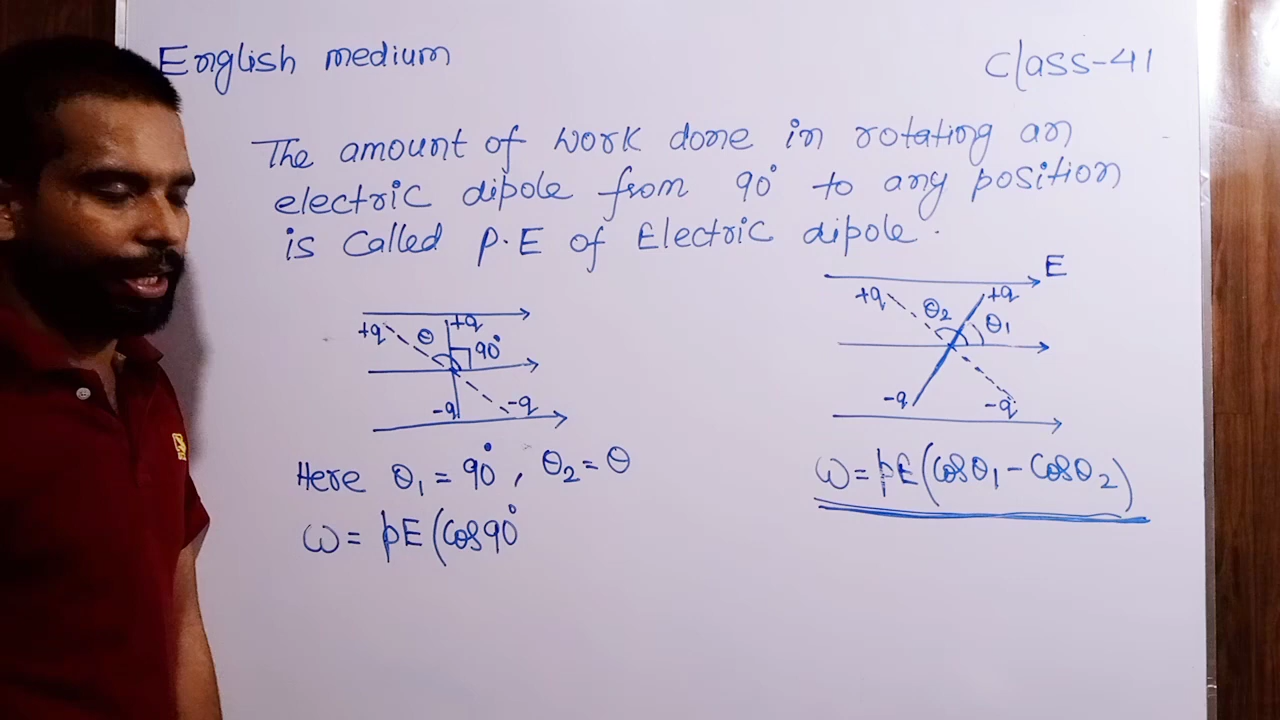 English medium
Class-41
The amount of work done in rotating an
electric dipole from 90° to any position
is called P.E of Electric dipole.
E
+q θ +q 90°
-q -q
+q θ2 +q θ1
-q -q
Here θ1 = 90°, θ2 = θ
ω = pE(Cosθ1 - Cosθ2)
ω = pE(Cos90°